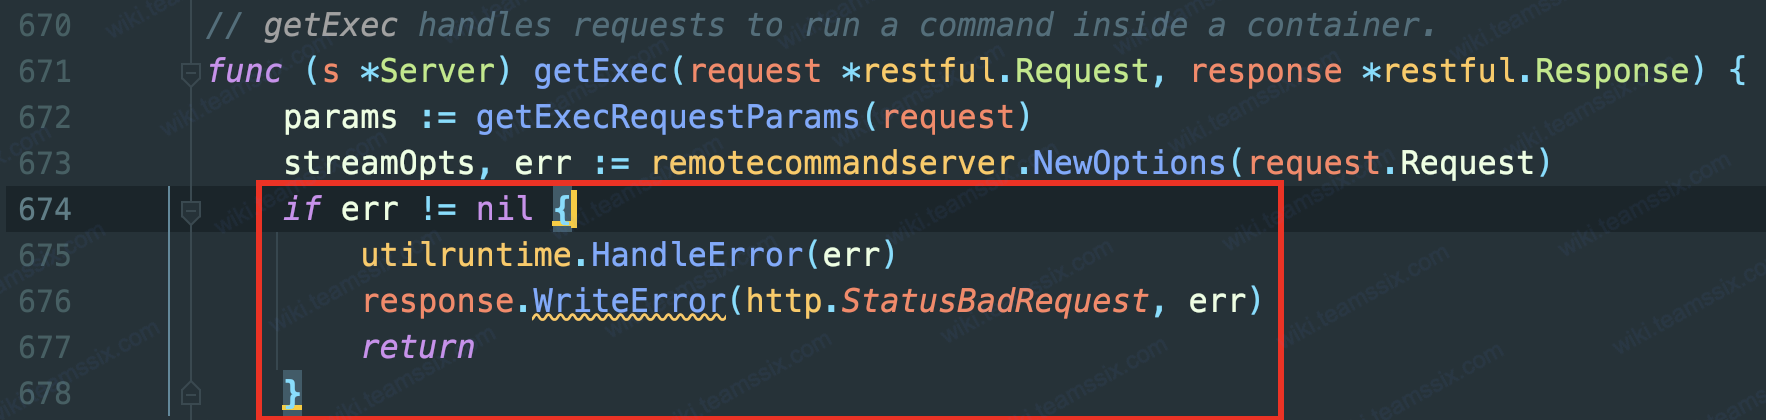 670 // getExec handles requests to run a command inside a container.
671 func (s *Server) getExec(request *restful.Request, response *restful.Response) {
672 params := getExecRequestParams(request)
673 streamOpts, err := remotecommandserver.NewOptions(request.Request)
674 if err != nil {
675 utilruntime.HandleError(err)
676 response.WriteError(http.StatusBadRequest, err)
677 return
678 }
wiki.teamssix.com